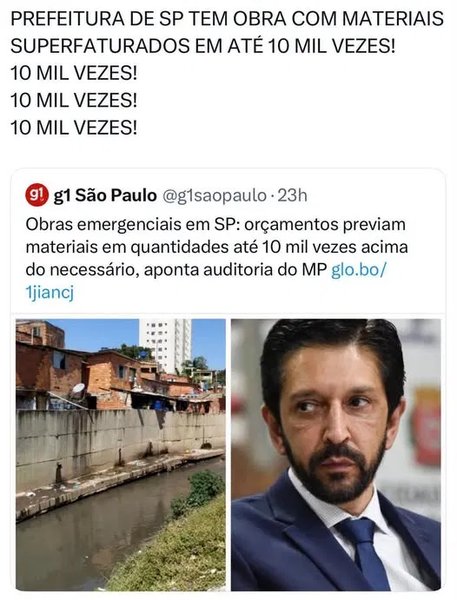 PREFEITURA DE SP TEM OBRA COM MATERIAIS
SUPERFATURADOS EM ATÉ 10 MIL VEZES!
10 MIL VEZES!
10 MIL VEZES!
10 MIL VEZES!
g1 g1 São Paulo @g1saopaulo · 23h
Obras emergenciais em SP: orçamentos previam
materiais em quantidades até 10 mil vezes acima
do necessário, aponta auditoria do MP glo.bo/
1jiancj